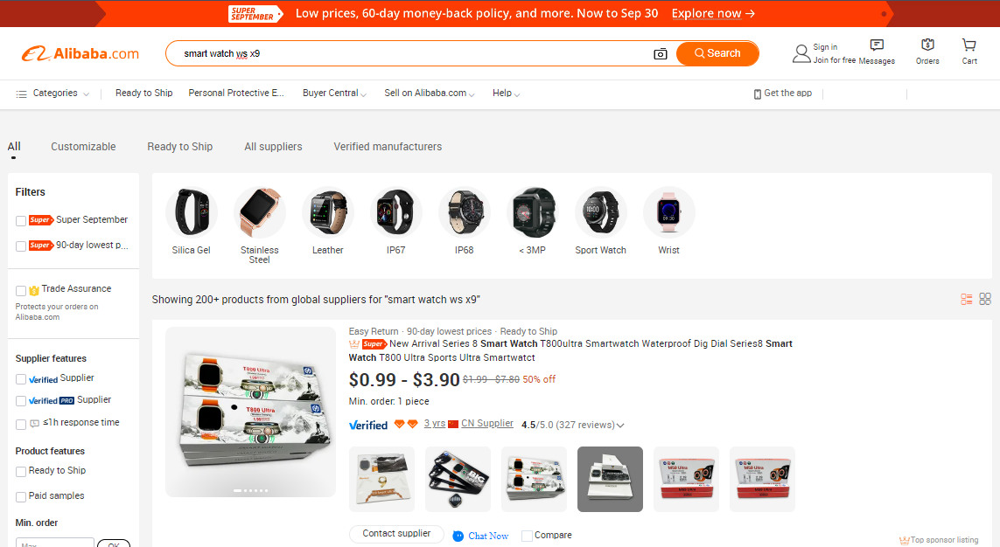 SUPER
SEPTEMBER
Low prices, 60-day money-back policy, and more. Now to Sep 30 Explore now →
Alibaba.com
smart watch ws x9
Search
Sign in
Join for free
Messages
Orders
Cart
Categories
Ready to Ship
Personal Protective E...
Buyer Central
Sell on Alibaba.com
Help
Get the app
All
Customizable
Ready to Ship
All suppliers
Verified manufacturers
Filters
Super Super September
Super 90-day lowest p...
Trade Assurance
Protects your orders on
Alibaba.com
Supplier features
Verified Supplier
Verified PRO Supplier
≤1h response time
Product features
Ready to Ship
Paid samples
Min. order
Max.
OK
Silica Gel
Stainless
Steel
Leather
IP67
IP68
< 3MP
Sport Watch
Wrist
Showing 200+ products from global suppliers for "smart watch ws x9"
T800 Ultra
T800 Ultra
Easy Return · 90-day lowest prices · Ready to Ship
Super New Arrival Series 8 Smart Watch T800ultra Smartwatch Waterproof Dig Dial Series8 Smart
Watch T800 Ultra Sports Ultra Smartwatct
$0.99 - $3.90 $1.99 - $7.80 50% off
Min. order: 1 piece
Verified 3 yrs CN Supplier 4.5/5.0 (327 reviews)
BIG
M59 Ultra
M59 Ultra
Contact supplier
Chat Now
Compare
Top sponsor listing